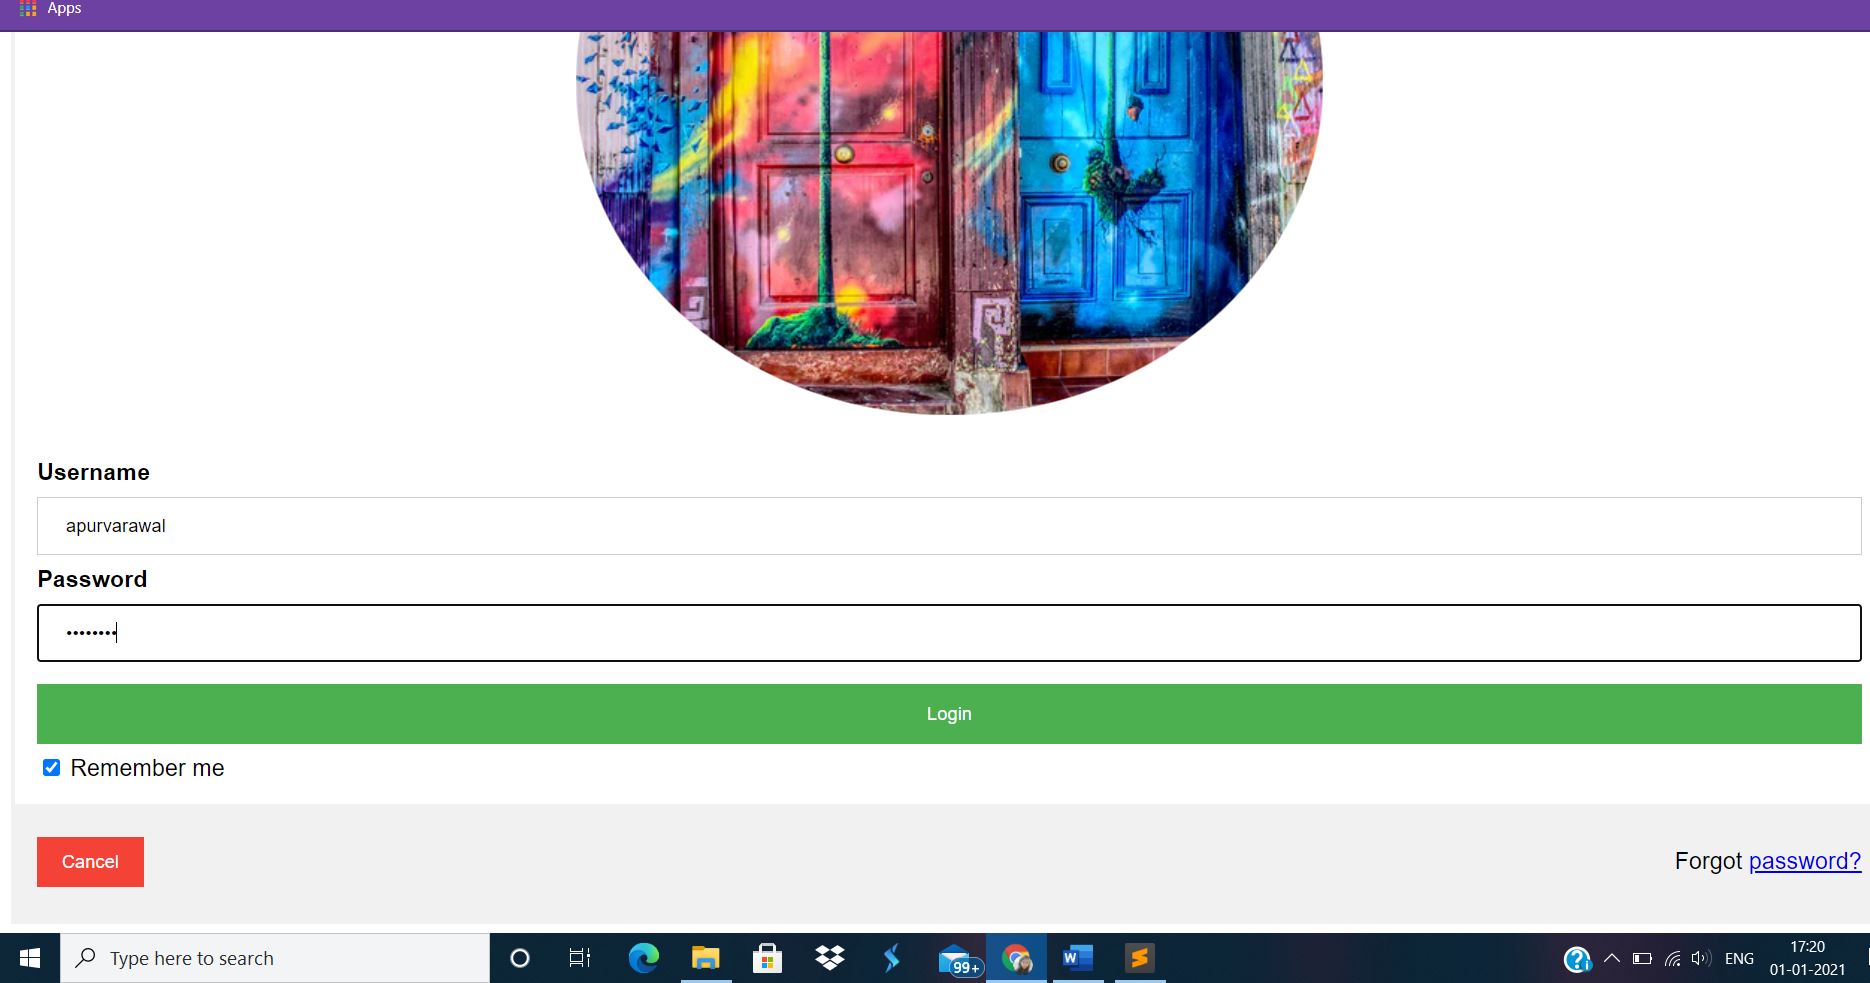 Apps
Username
apurvarawal
Password
••••••••
Login
Remember me
Cancel
Forgot password?
Type here to search
99+
W
ENG
17:20
01-01-2021